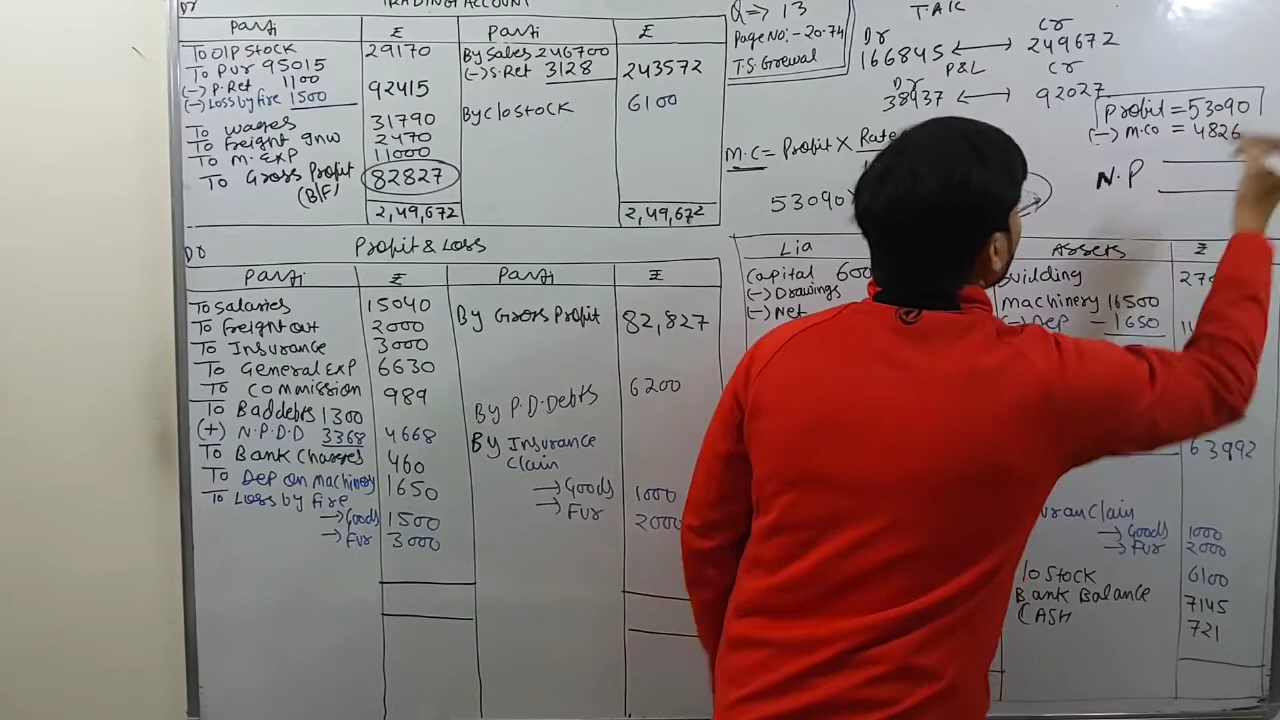 Dr
TRADING ACCOUNT
Parti ₹ Parti ₹
To O/P Stock 29170 By Sales 246700
To Pur 95015 (-) S.Ret 3128 243572
(-) P.Ret 1100 92415
(-) Loss by fire 1500 By Clo Stock 6100
To wages 31790
To Freight Inw 2470
To M.Exp 11000
To Gross Profit 82827
(B/F)
2,49,672 2,49,672
Dr Profit & Loss
Parti ₹ Parti ₹
To Salaries 15040 By Gross Profit 82,827
To Freight out 2000
To Insurance 3000
To General Exp 6630
To Commission 989 By P.D.Debts 6200
To Bad debts 1300
(+) N.P.D.D 3368 4668 By Insurance
To Bank Charges 460 Claim
To Dep on machinery 1650 → Goods 1000
To Loss by fire → Fur 2000
→ Goods 1500
→ Fur 3000
Q ⇒ 13
Page No:- 20.74
T.S. Grewal
T.A/C
Dr Cr
166845 ↔ 249672
P&L
Dr Cr
38937 ↔ 92027
Profit = 53090
(-) M.Co = 4826
N.P
M.C = Profit × Rate
53090
Lia Assets ₹
Capital 600
(-) Drawings
(-) Net
Building 27
Machinery 16500
(-) Dep - 1650
63992
Claim
→ Goods 1000
→ Fur 2000
lo Stock 6100
Bank Balance 7145
CASH 721